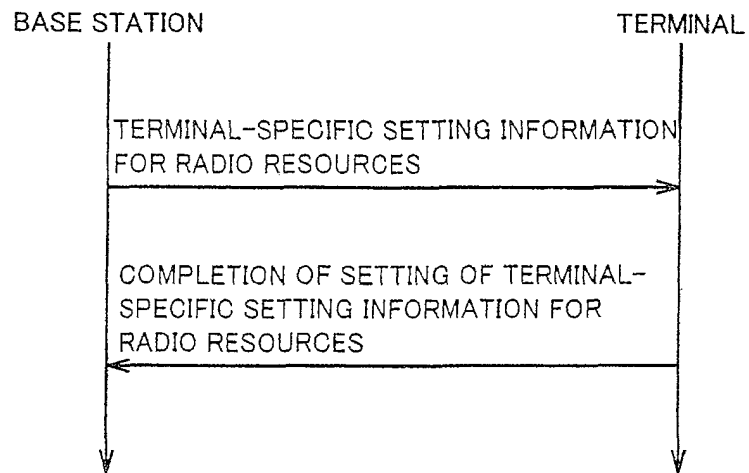 BASE STATION
TERMINAL
TERMINAL-SPECIFIC SETTING INFORMATION
FOR RADIO RESOURCES
COMPLETION OF SETTING OF TERMINAL-
SPECIFIC SETTING INFORMATION FOR
RADIO RESOURCES